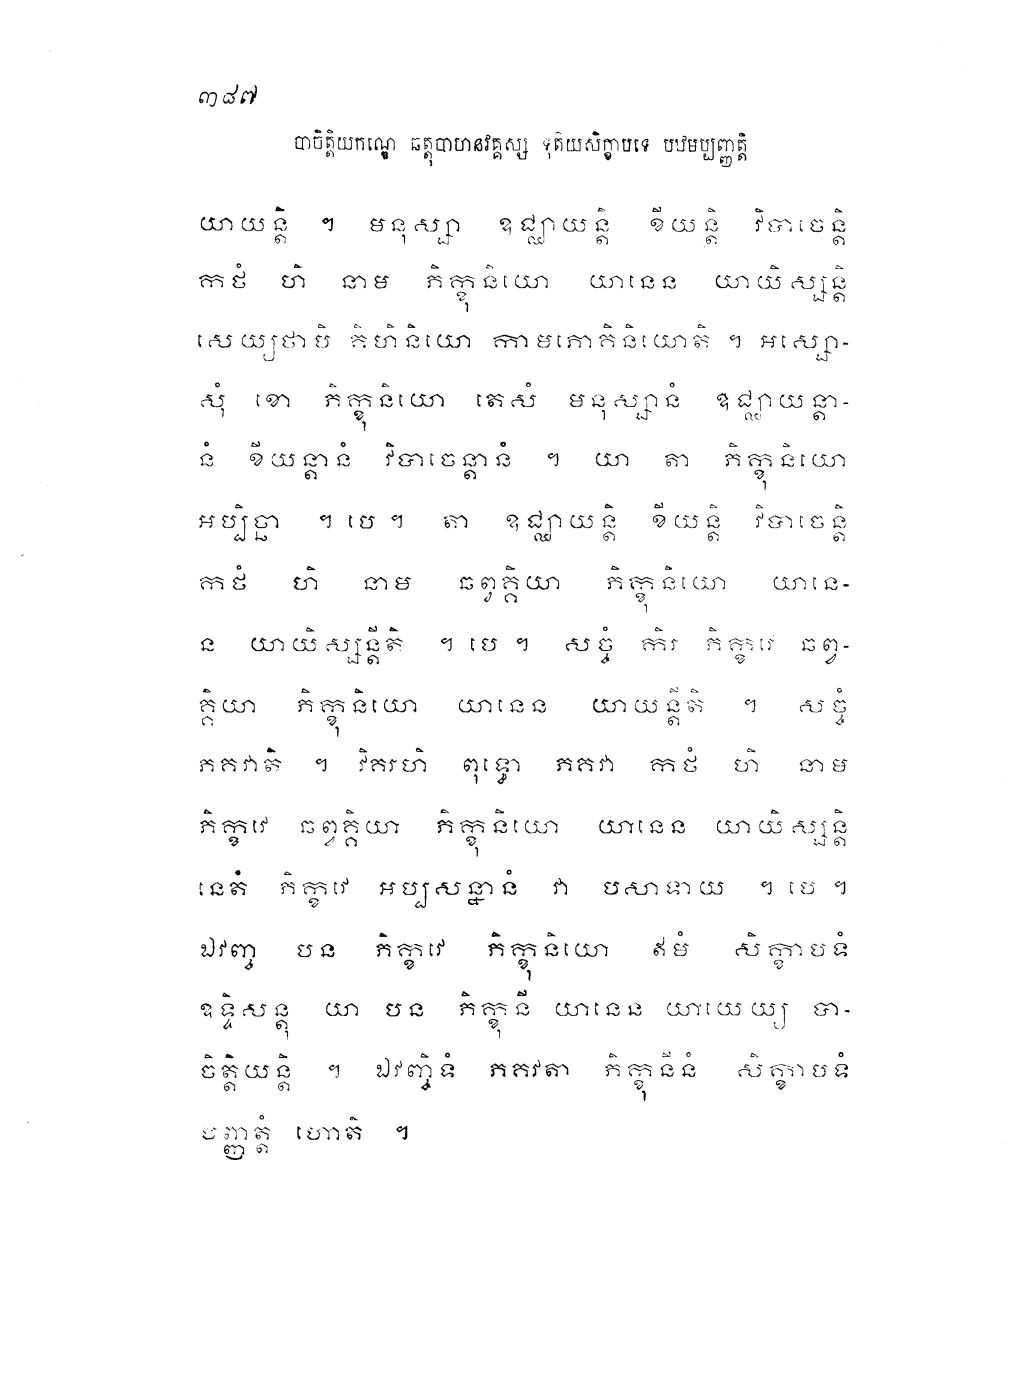 ៣៨៧
បាចិត្តិយកណ្ឌេ ឆត្តុបាហនវគ្គស្ស ទុតិយសិក្ខាបទេ បឋមប្បញ្ញត្តិ
យាយន្តិ ។ មនុស្សា ឧជ្ឈាយន្តិ ខីយន្តិ វិបាចេន្តិ
កថំ ហិ នាម ភិក្ខុនិយោ យានេន យាយិស្សន្តិ
សេយ្យថាបិ គិហិនិយោ កាមភោគិនិយោតិ ។ អស្សោ-
សុំ ខោ ភិក្ខុនិយោ តេសំ មនុស្សានំ ឧជ្ឈាយន្តា-
នំ ខីយន្តានំ វិបាចេន្តានំ ។ យា តា ភិក្ខុនិយោ
អប្បិច្ឆា ។ បេ ។ តា ឧជ្ឈាយន្តិ ខីយន្តិ វិបាចេន្តិ
កថំ ហិ នាម ឆព្វគ្គិយា ភិក្ខុនិយោ យានេ-
ន យាយិស្សន្តីតិ ។ បេ ។ សច្ចំ កិរ ភិក្ខវេ ឆព្វ-
គ្គិយា ភិក្ខុនិយោ យានេន យាយន្តីតិ ។ សច្ចំ
ភគវាតិ ។ វិគរហិ ពុទ្ធោ ភគវា កថំ ហិ នាម
ភិក្ខវេ ឆព្វគ្គិយា ភិក្ខុនិយោ យានេន យាយិស្សន្តិ
នេតំ ភិក្ខវេ អប្បសន្នានំ វា បសាទាយ ។ បេ ។
ឯវញ្ច បន ភិក្ខវេ ភិក្ខុនិយោ ឥមំ សិក្ខាបទំ
ឧទ្ទិសន្តុ យា បន ភិក្ខុនី យានេន យាយេយ្យ បា-
ចិត្តិយន្តិ ។ ឯវញ្ចិទំ ភគវតា ភិក្ខុនីនំ សិក្ខាបទំ
បញ្ញត្តំ ហោតិ ។